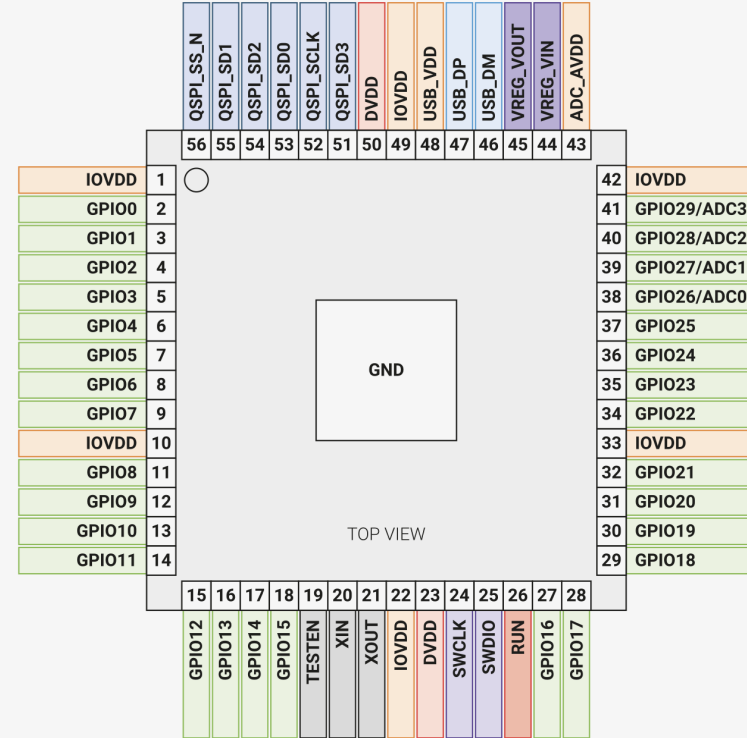 QSPI_SS_N QSPI_SD1 QSPI_SD2 QSPI_SD0 QSPI_SCLK QSPI_SD3 DVDD IOVDD USB_VDD USB_DP USB_DM VREG_VOUT VREG_VIN ADC_AVDD
56 55 54 53 52 51 50 49 48 47 46 45 44 43
IOVDD 1 42 IOVDD
GPIO0 2 41 GPIO29/ADC3
GPIO1 3 40 GPIO28/ADC2
GPIO2 4 39 GPIO27/ADC1
GPIO3 5 38 GPIO26/ADC0
GPIO4 6 37 GPIO25
GPIO5 7 36 GPIO24
GND
GPIO6 8 35 GPIO23
GPIO7 9 34 GPIO22
IOVDD 10 33 IOVDD
GPIO8 11 32 GPIO21
GPIO9 12 31 GPIO20
GPIO10 13 30 GPIO19
TOP VIEW
GPIO11 14 29 GPIO18
15 16 17 18 19 20 21 22 23 24 25 26 27 28
GPIO12 GPIO13 GPIO14 GPIO15 TESTEN XIN XOUT IOVDD DVDD SWCLK SWDIO RUN GPIO16 GPIO17